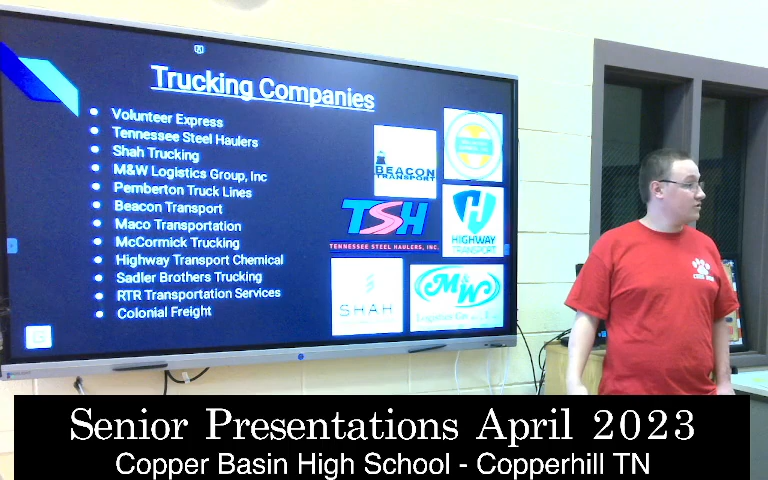 Trucking Companies
Volunteer Express
Tennessee Steel Haulers
Shah Trucking
M&W Logistics Group, Inc
Pemberton Truck Lines
Beacon Transport
Maco Transportation
McCormick Trucking
Highway Transport Chemical
Sadler Brothers Trucking
RTR Transportation Services
Colonial Freight
BEACON
TRANSPORT
TSH
TENNESSEE STEEL HAULERS, INC.
HIGHWAY
TRANSPORT
SHAH
M&W
Senior Presentations April 2023
Copper Basin High School - Copperhill TN